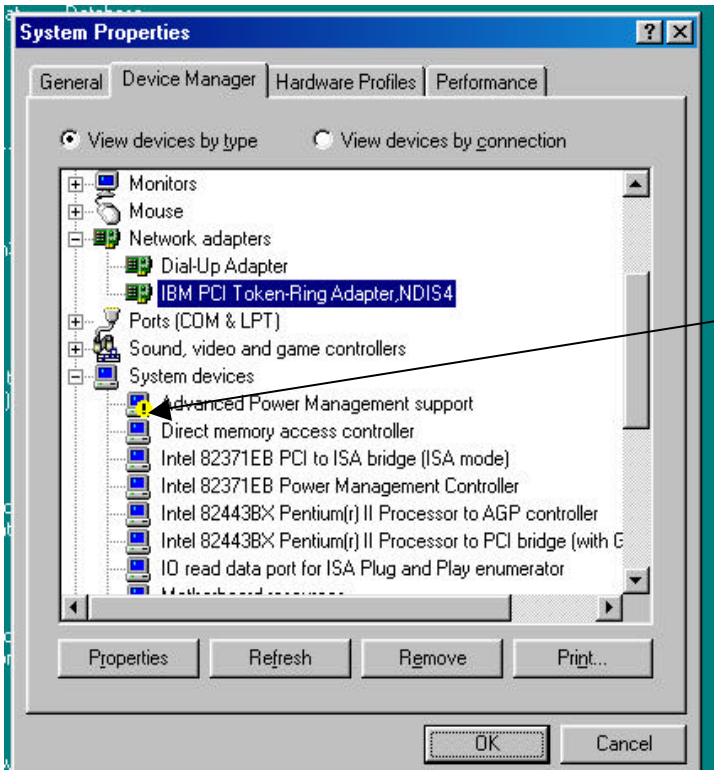 Database
System Properties
General Device Manager Hardware Profiles Performance
View devices by type View devices by connection
Monitors
Mouse
Network adapters
Dial-Up Adapter
IBM PCI Token-Ring Adapter,NDIS4
Ports (COM & LPT)
Sound, video and game controllers
System devices
Advanced Power Management support
Direct memory access controller
Intel 82371EB PCI to ISA bridge (ISA mode)
Intel 82371EB Power Management Controller
Intel 82443BX Pentium(r) II Processor to AGP controller
Intel 82443BX Pentium(r) II Processor to PCI bridge (with G
IO read data port for ISA Plug and Play enumerator
Motherboard resources
Properties Refresh Remove Print...
OK Cancel